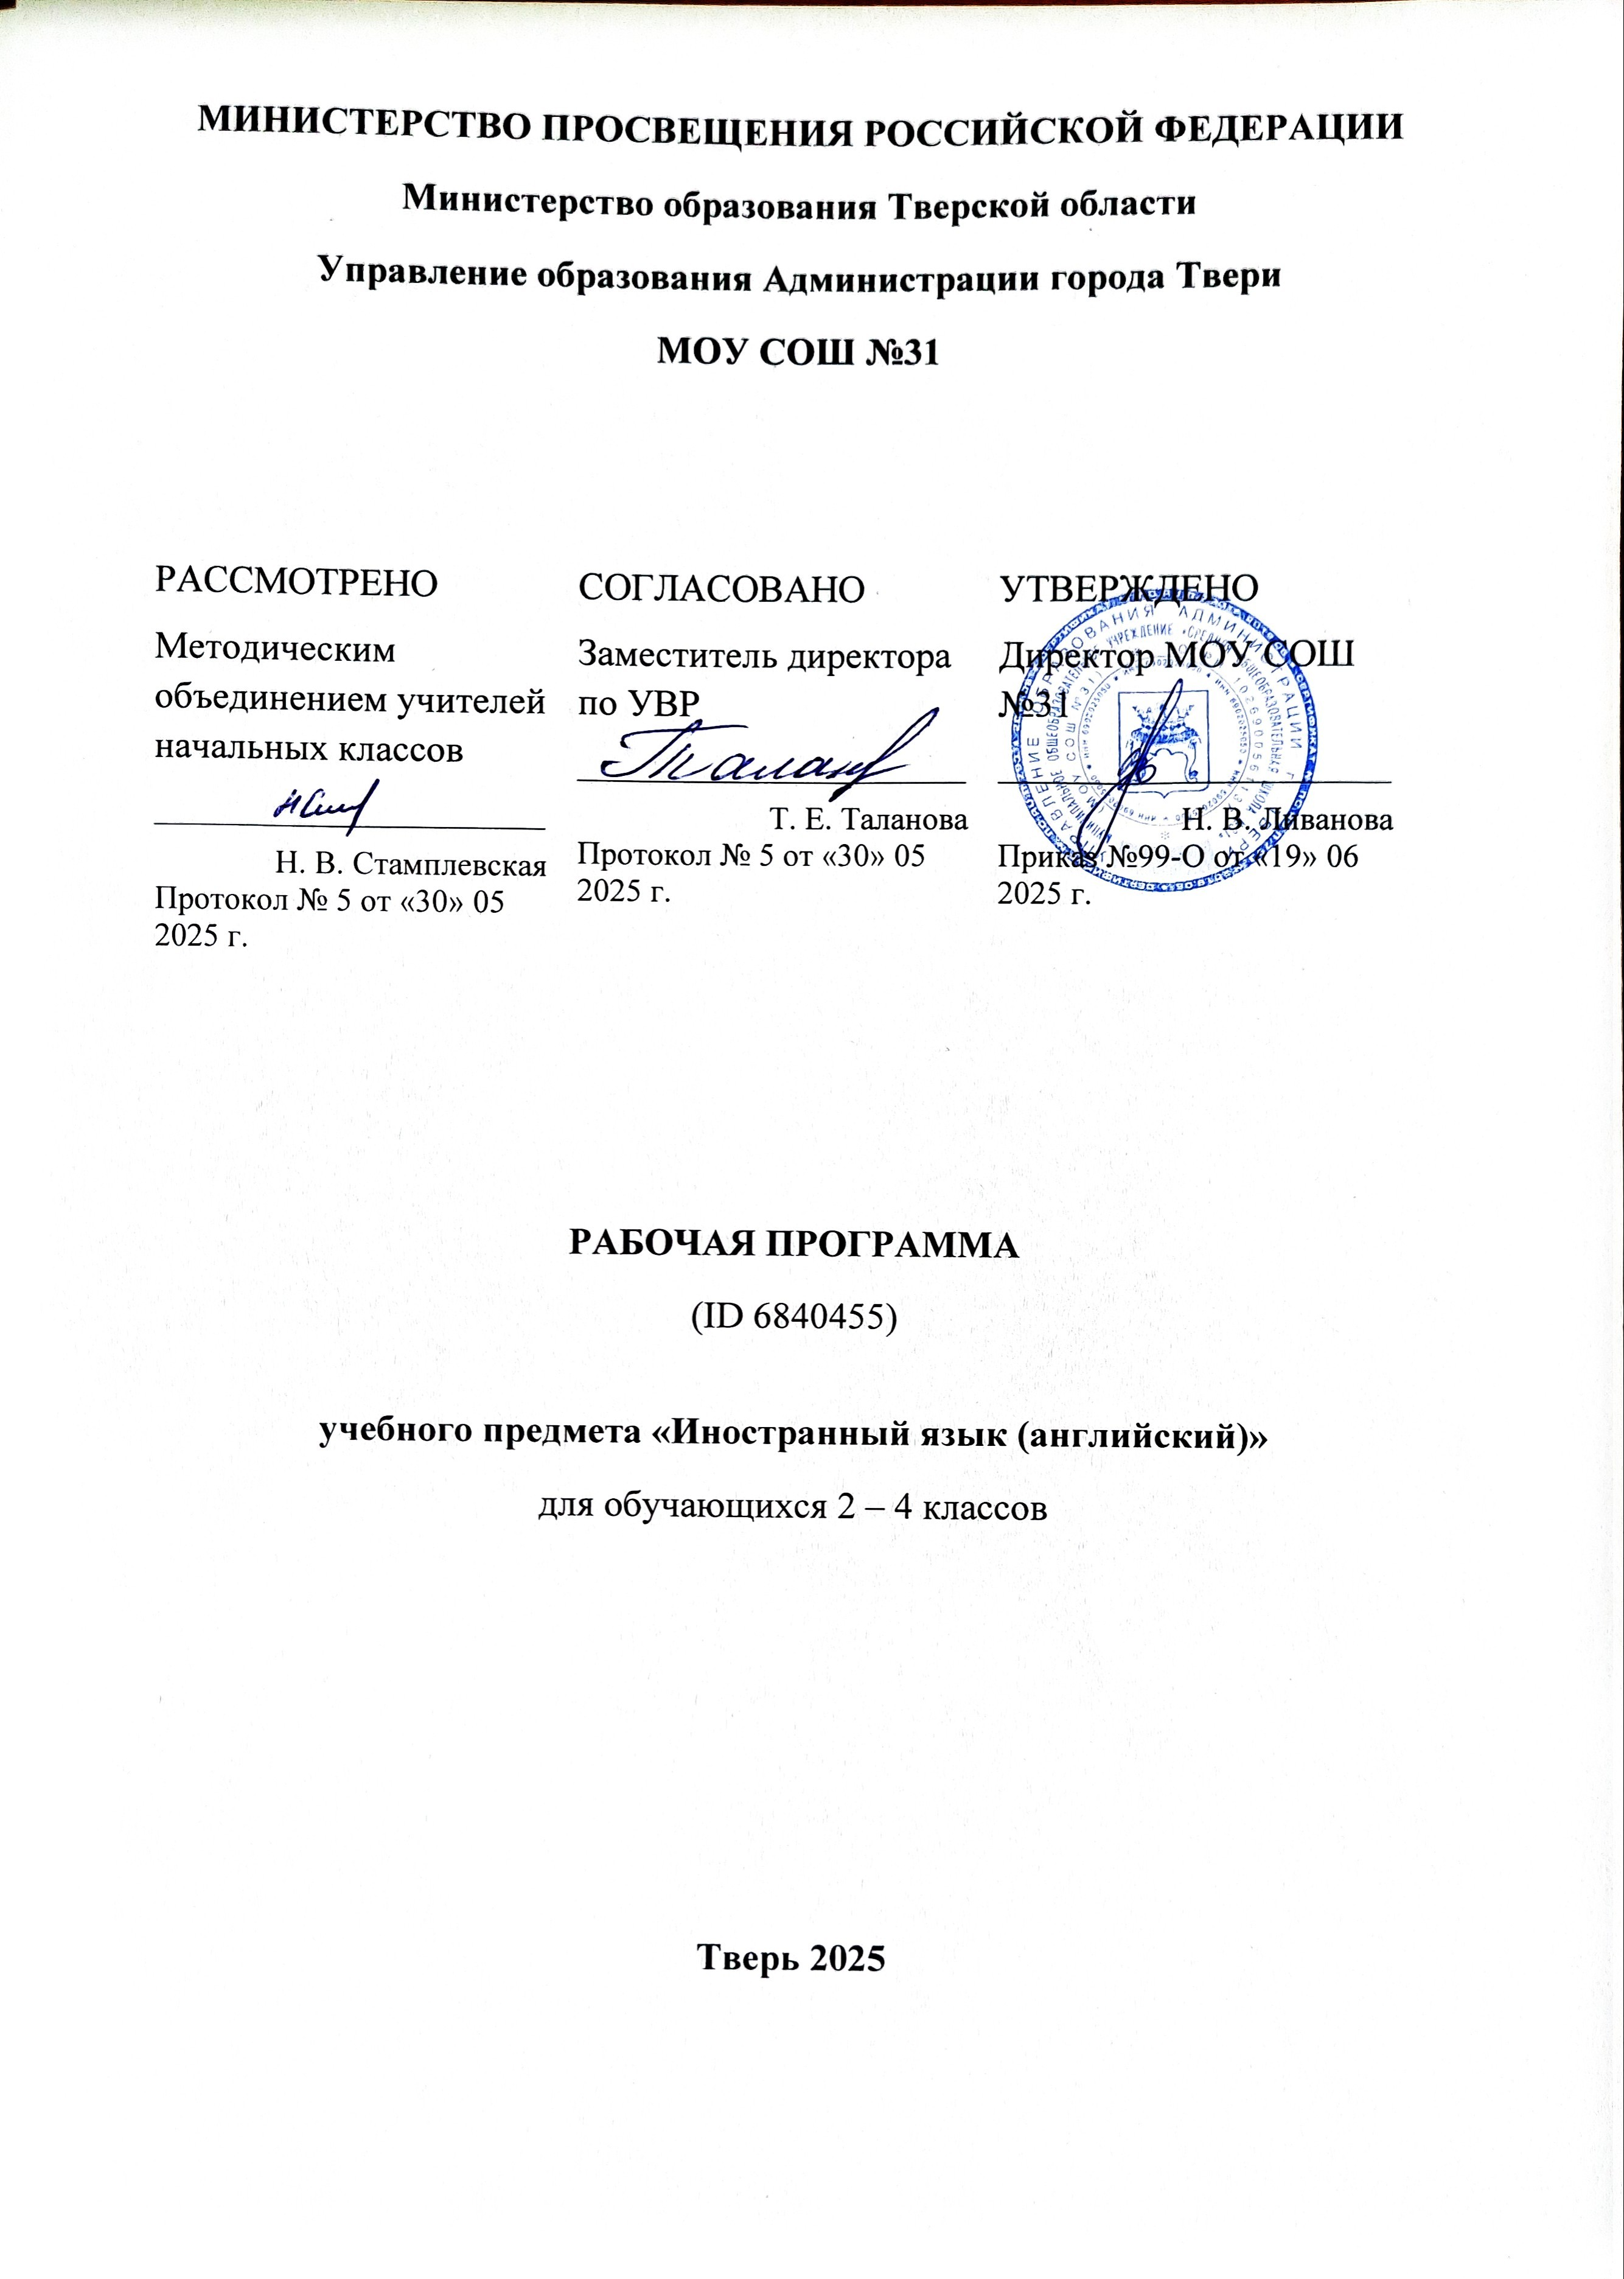 МИНИСТЕРСТВО ПРОСВЕЩЕНИЯ РОССИЙСКОЙ ФЕДЕРАЦИИ
Министерство образования Тверской области
Управление образования Администрации города Твери
МОУ СОШ №31
РАССМОТРЕНО
Методическим
объединением учителей
начальных классов
Н. В. Стамплевская
Протокол № 5 от «30» 05
2025 г.
СОГЛАСОВАНО
Заместитель директора
по УВР
Т. Е. Таланова
Протокол № 5 от «30» 05
2025 г.
УТВЕРЖДЕНО
Директор МОУ СОШ
№31
Н. В. Ливанова
Приказ №99-О от «19» 06
2025 г.
РАБОЧАЯ ПРОГРАММА
(ID 6840455)
учебного предмета «Иностранный язык (английский)»
для обучающихся 2 – 4 классов
Тверь 2025